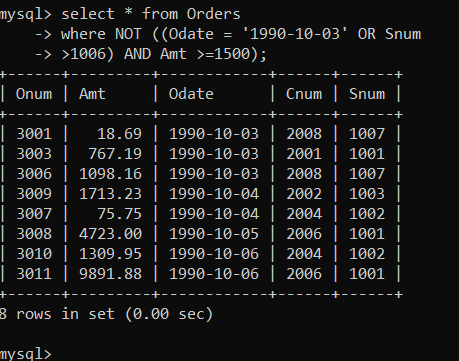 mysql> select * from Orders
    -> where NOT ((Odate = '1990-10-03' OR Snum
    -> >1006) AND Amt >=1500);
+------+---------+------------+------+------+
| Onum | Amt     | Odate      | Cnum | Snum |
+------+---------+------------+------+------+
| 3001 |   18.69 | 1990-10-03 | 2008 | 1007 |
| 3003 |  767.19 | 1990-10-03 | 2001 | 1001 |
| 3006 | 1098.16 | 1990-10-03 | 2008 | 1007 |
| 3009 | 1713.23 | 1990-10-04 | 2002 | 1003 |
| 3007 |   75.75 | 1990-10-04 | 2004 | 1002 |
| 3008 | 4723.00 | 1990-10-05 | 2006 | 1001 |
| 3010 | 1309.95 | 1990-10-06 | 2004 | 1002 |
| 3011 | 9891.88 | 1990-10-06 | 2006 | 1001 |
+------+---------+------------+------+------+
8 rows in set (0.00 sec)

mysql>